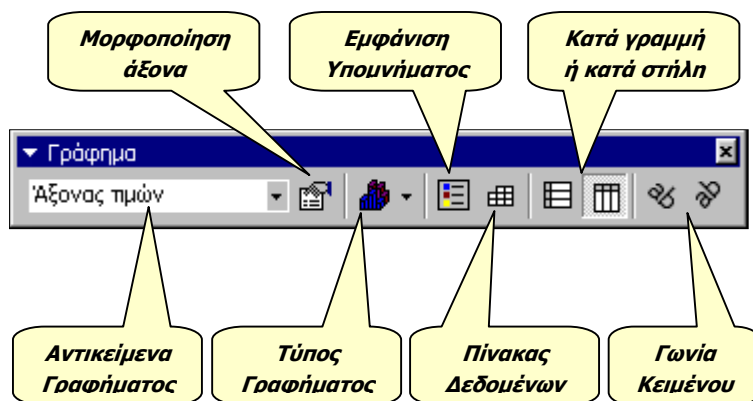 Μορφοποίηση
άξονα
Εμφάνιση
Υπομνήματος
Κατά γραμμή
ή κατά στήλη
Γράφημα
Άξονας τιμών
Αντικείμενα
Γραφήματος
Τύπος
Γραφήματος
Πίνακας
Δεδομένων
Γωνία
Κειμένου